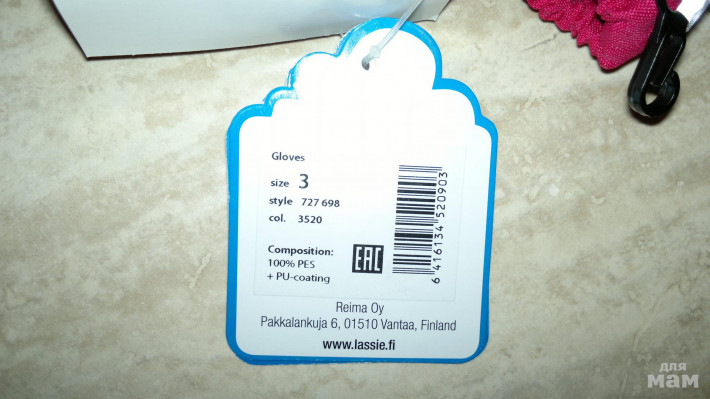 Gloves
size 3
style 727 698
col. 3520
Composition:
100% PES
+ PU-coating
EAC
6 416134 520903
Reima Oy
Pakkalankuja 6, 01510 Vantaa, Finland
www.lassie.fi
для
мам